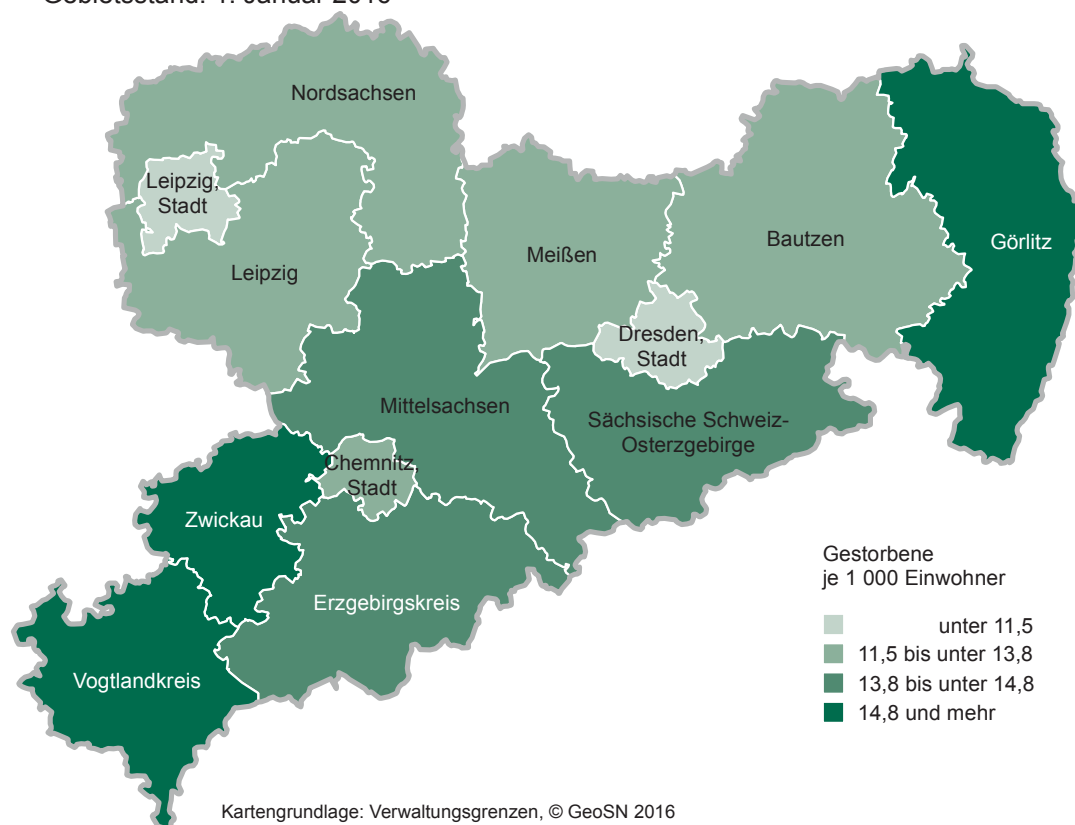 Nordsachsen
Leipzig,
Stadt
Leipzig
Meißen
Bautzen
Görlitz
Dresden,
Stadt
Mittelsachsen
Sächsische Schweiz-
Osterzgebirge
Chemnitz,
Stadt
Zwickau
Erzgebirgskreis
Vogtlandkreis
Gestorbene
je 1 000 Einwohner
unter 11,5
11,5 bis unter 13,8
13,8 bis unter 14,8
14,8 und mehr
Kartengrundlage: Verwaltungsgrenzen, © GeoSN 2016